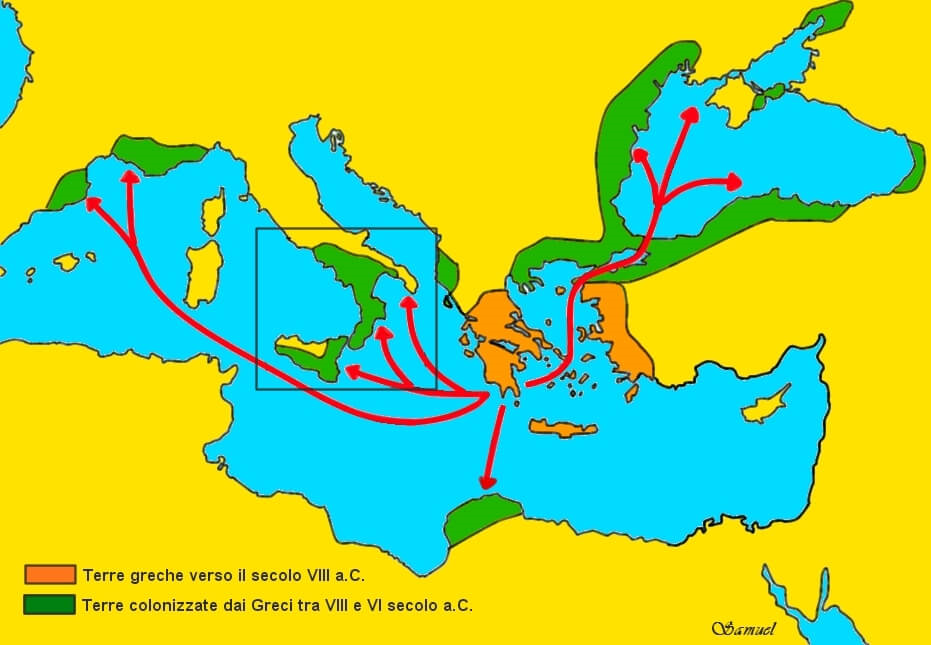 Terre greche verso il secolo VIII a.C.
Terre colonizzate dai Greci tra VIII e VI secolo a.C.
Samuel